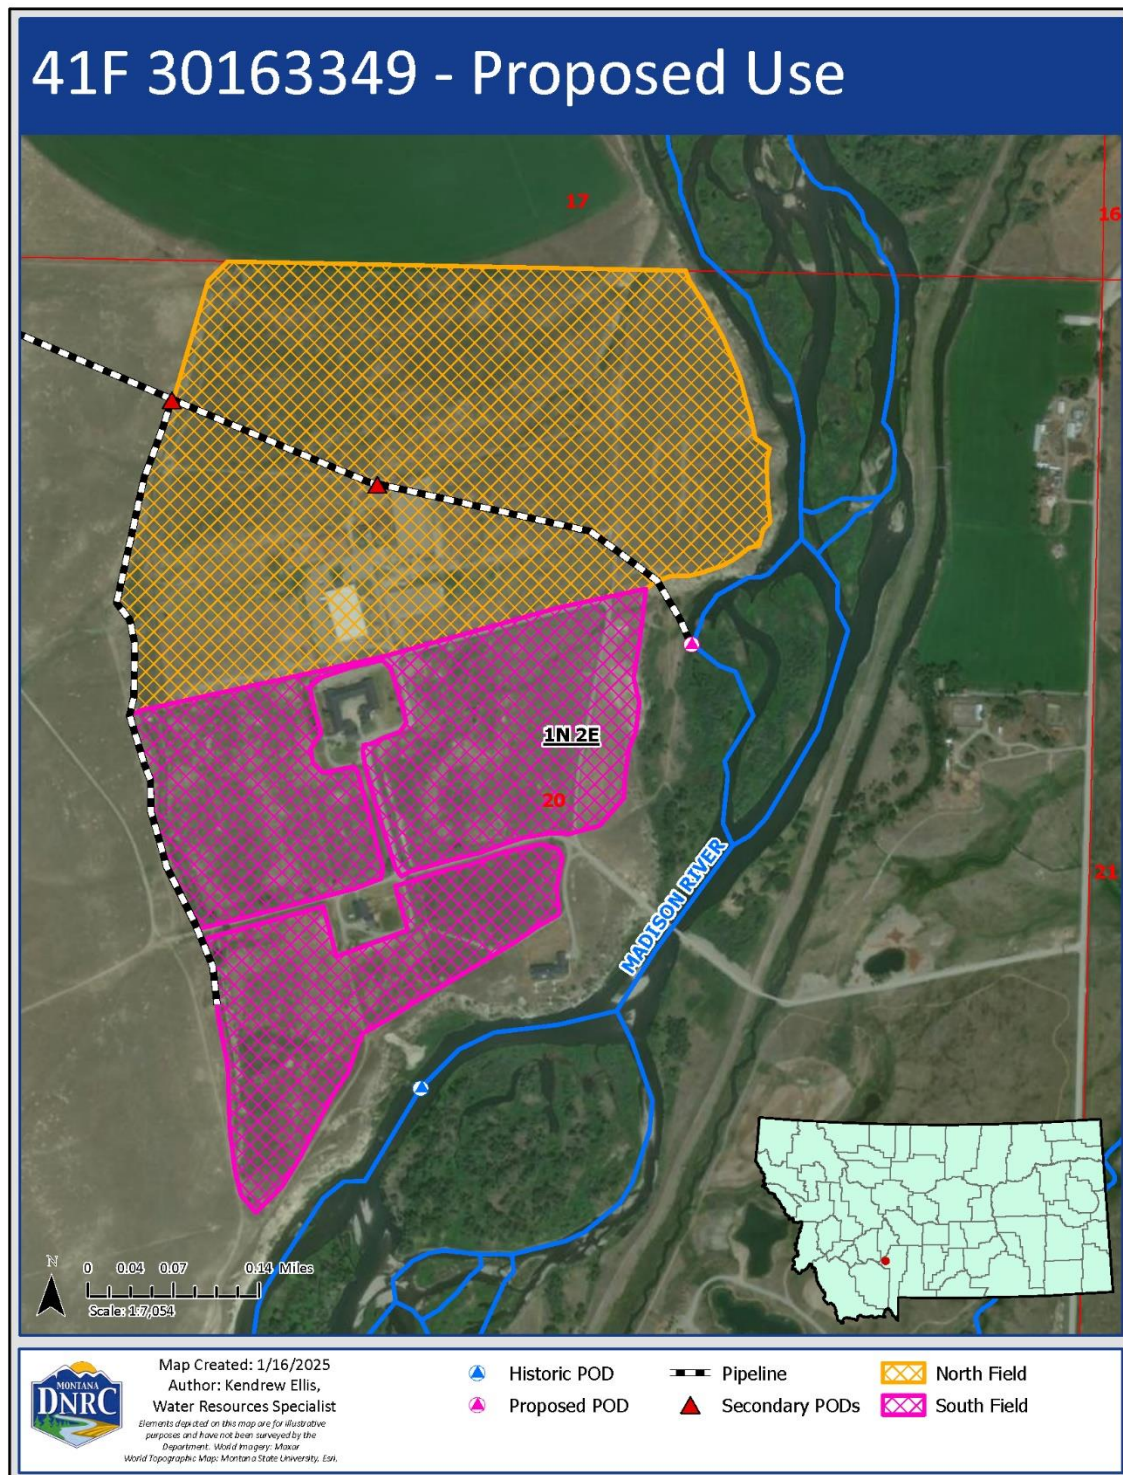 41F 30163349 - Proposed Use
17
16
1N 2E
20
21
MADISON RIVER
N
0 0.04 0.07 0.14 Miles
Scale: 1:7,054
MONTANA
DNRC
Map Created: 1/16/2025
Author: Kendrew Ellis,
Water Resources Specialist
Elements depicted on this map are for illustrative
purposes and have not been surveyed by the
Department. World Imagery: Maxar
World Topographic Map: Montana State University, Esri,
Historic POD
Proposed POD
Pipeline
Secondary PODs
North Field
South Field